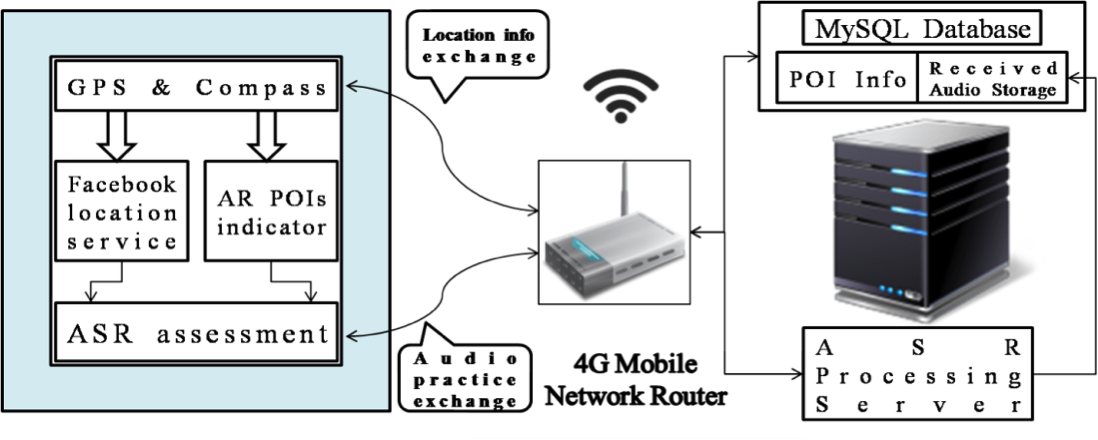 GPS & Compass
Facebook
location
service
AR POIs
indicator
ASR assessment
Location info
exchange
Audio
practice
exchange
4G Mobile
Network Router
MySQL Database
POI Info
Received
Audio Storage
ASR
Processing
Server